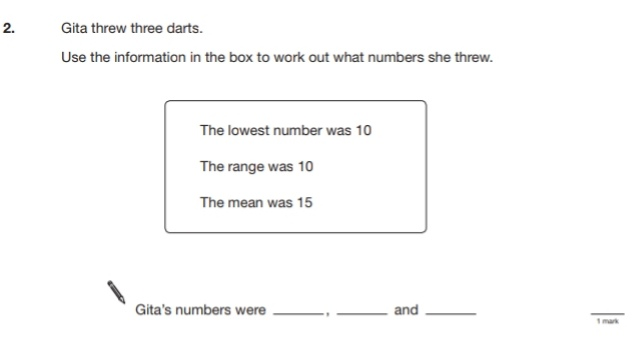 2. Gita threw three darts.
Use the information in the box to work out what numbers she threw.
The lowest number was 10
The range was 10
The mean was 15
Gita's numbers were ______, ______ and ______
1 mark